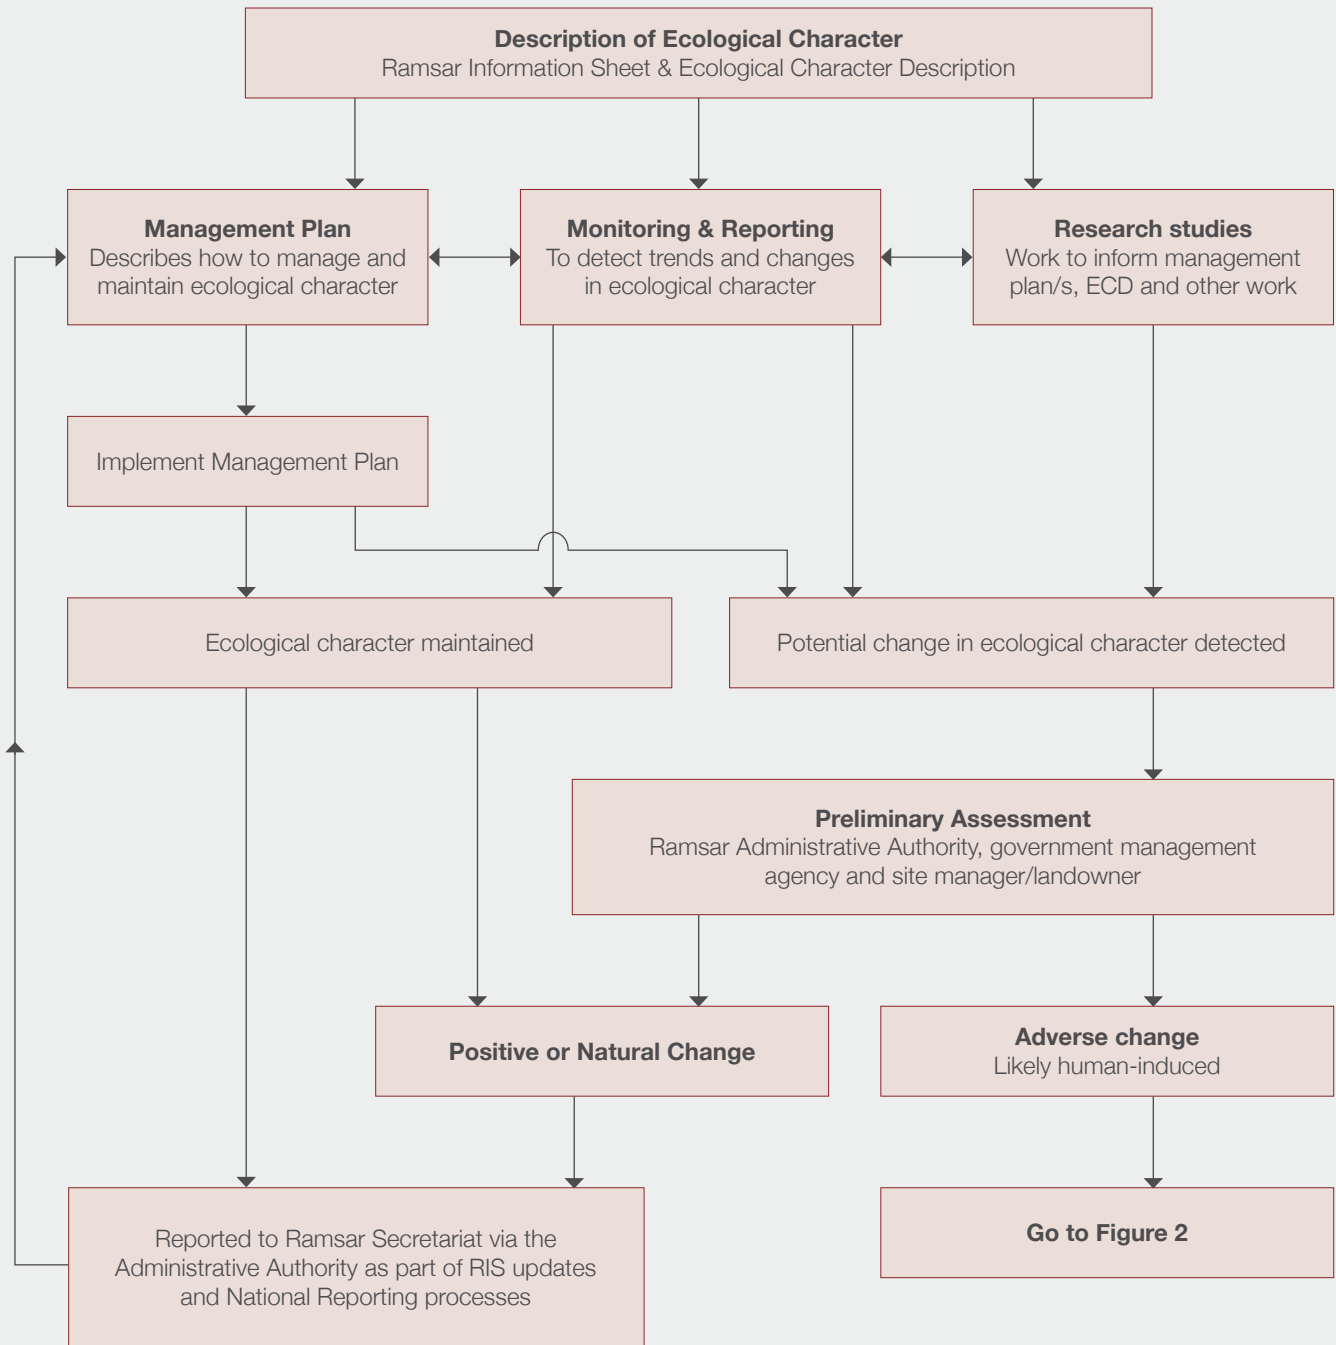 Description of Ecological Character
Ramsar Information Sheet & Ecological Character Description
Management Plan
Describes how to manage and
maintain ecological character
Monitoring & Reporting
To detect trends and changes
in ecological character
Research studies
Work to inform management
plan/s, ECD and other work
Implement Management Plan
Ecological character maintained
Potential change in ecological character detected
Preliminary Assessment
Ramsar Administrative Authority, government management
agency and site manager/landowner
Positive or Natural Change
Adverse change
Likely human-induced
Reported to Ramsar Secretariat via the
Administrative Authority as part of RIS updates
and National Reporting processes
Go to Figure 2